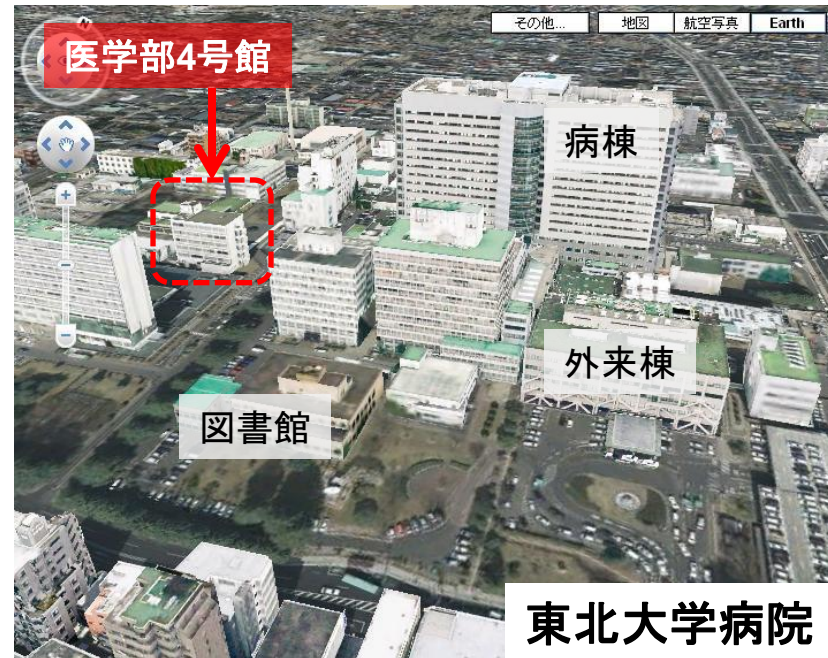 その他... 地図 航空写真 Earth
N
医学部4号館
病棟
外来棟
図書館
東北大学病院